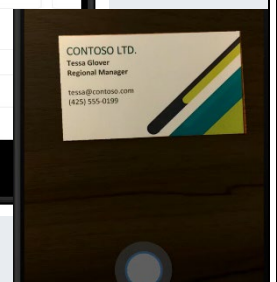 CONTOSO LTD.
Tessa Glover
Regional Manager
tessa@contoso.com
(425) 555-0199